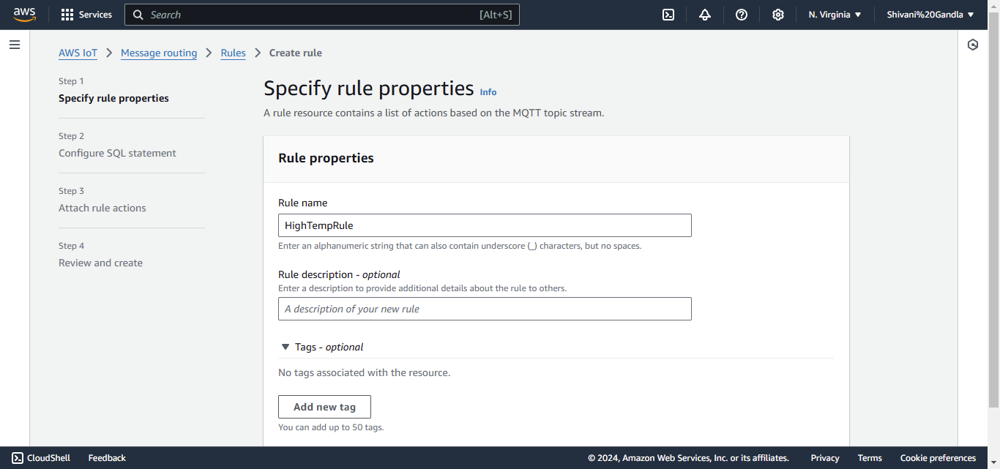 aws Services Search [Alt+S] N. Virginia Shivani%20Gandla
AWS IoT Message routing Rules Create rule
Step 1
Specify rule properties
Step 2
Configure SQL statement
Step 3
Attach rule actions
Step 4
Review and create
Specify rule properties Info
A rule resource contains a list of actions based on the MQTT topic stream.
Rule properties
Rule name
HighTempRule
Enter an alphanumeric string that can also contain underscore (_) characters, but no spaces.
Rule description - optional
Enter a description to provide additional details about the rule to others.
A description of your new rule
Tags - optional
No tags associated with the resource.
Add new tag
You can add up to 50 tags.
CloudShell Feedback © 2024, Amazon Web Services, Inc. or its affiliates. Privacy Terms Cookie preferences